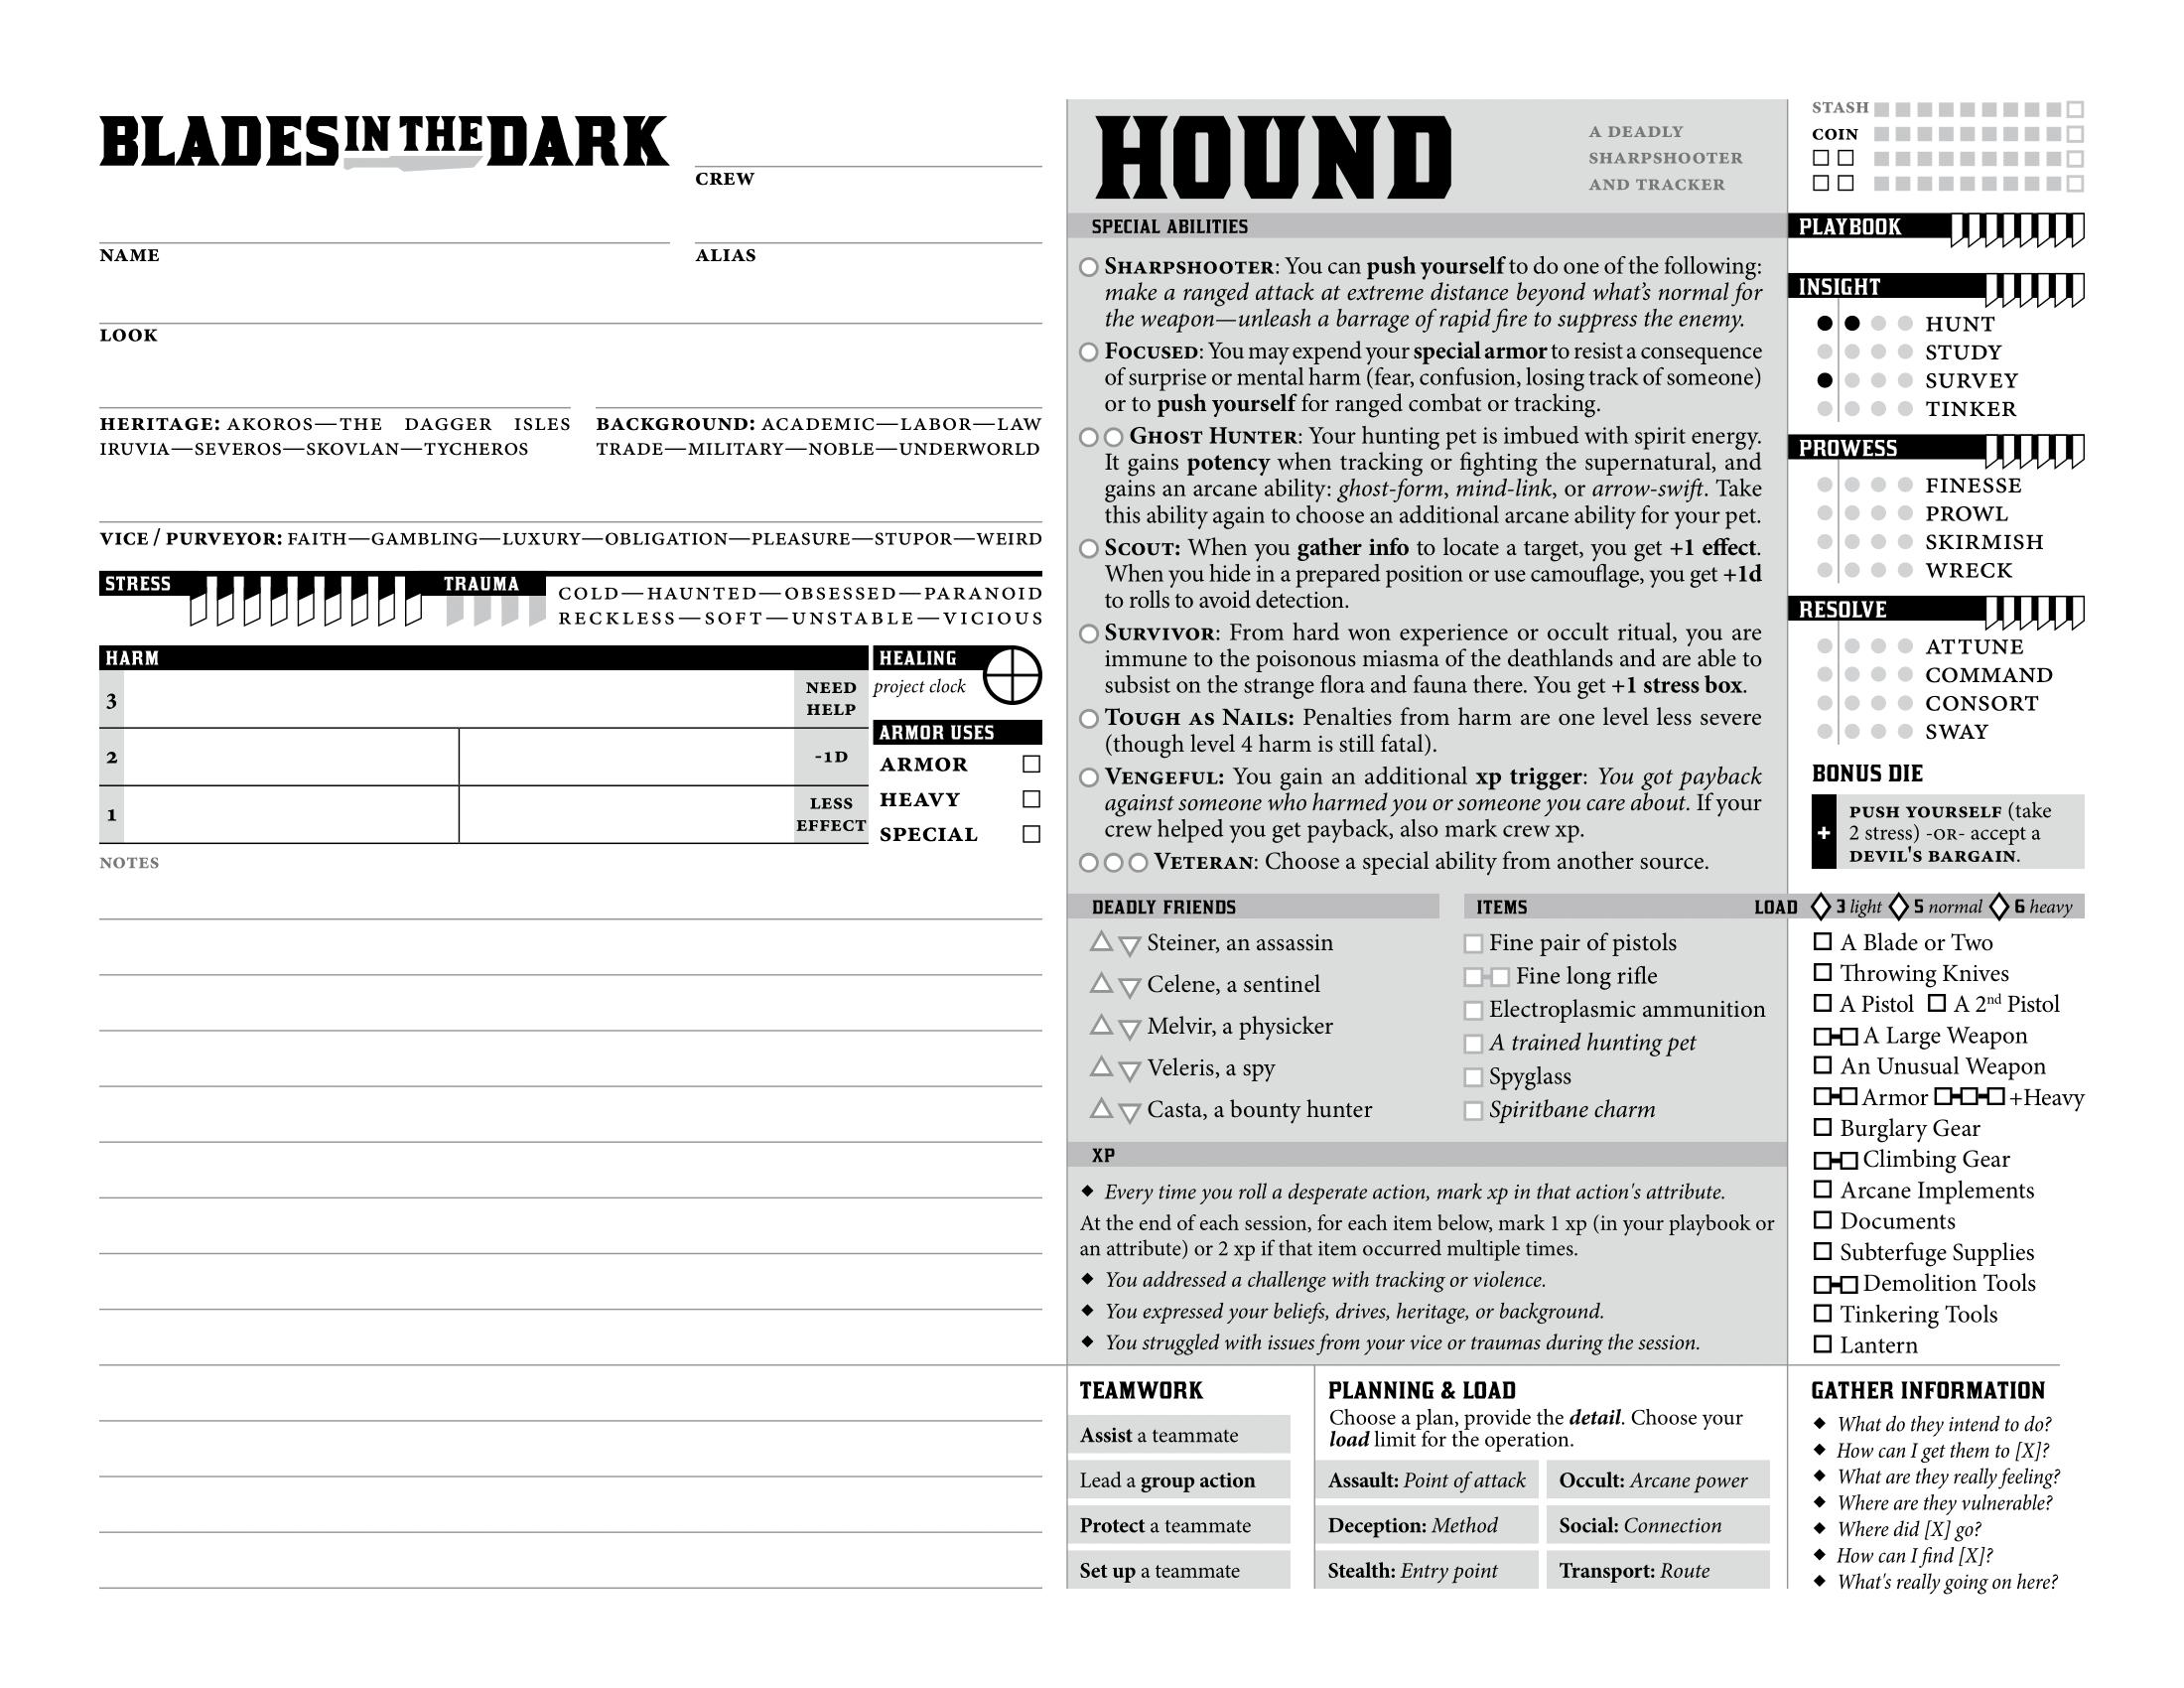 BLADES IN THE DARK
CREW
NAME
ALIAS
LOOK
HERITAGE: AKOROS—THE DAGGER ISLES
IRUVIA—SEVEROS—SKOVLAN—TYCHEROS
BACKGROUND: ACADEMIC—LABOR—LAW
TRADE—MILITARY—NOBLE—UNDERWORLD
VICE / PURVEYOR: FAITH—GAMBLING—LUXURY—OBLIGATION—PLEASURE—STUPOR—WEIRD
STRESS
TRAUMA
COLD—HAUNTED—OBSESSED—PARANOID
RECKLESS—SOFT—UNSTABLE—VICIOUS
HARM
3
NEED
HELP
2
-1D
1
LESS
EFFECT
HEALING
project clock
ARMOR USES
ARMOR
HEAVY
SPECIAL
NOTES
HOUND
A DEADLY
SHARPSHOOTER
AND TRACKER
SPECIAL ABILITIES
SHARPSHOOTER: You can push yourself to do one of the following:
make a ranged attack at extreme distance beyond what’s normal for
the weapon—unleash a barrage of rapid fire to suppress the enemy.
FOCUSED: You may expend your special armor to resist a consequence
of surprise or mental harm (fear, confusion, losing track of someone)
or to push yourself for ranged combat or tracking.
GHOST HUNTER: Your hunting pet is imbued with spirit energy.
It gains potency when tracking or fighting the supernatural, and
gains an arcane ability: ghost-form, mind-link, or arrow-swift. Take
this ability again to choose an additional arcane ability for your pet.
SCOUT: When you gather info to locate a target, you get +1 effect.
When you hide in a prepared position or use camouflage, you get +1d
to rolls to avoid detection.
SURVIVOR: From hard won experience or occult ritual, you are
immune to the poisonous miasma of the deathlands and are able to
subsist on the strange flora and fauna there. You get +1 stress box.
TOUGH AS NAILS: Penalties from harm are one level less severe
(though level 4 harm is still fatal).
VENGEFUL: You gain an additional xp trigger: You got payback
against someone who harmed you or someone you care about. If your
crew helped you get payback, also mark crew xp.
VETERAN: Choose a special ability from another source.
DEADLY FRIENDS
Steiner, an assassin
Celene, a sentinel
Melvir, a physicker
Veleris, a spy
Casta, a bounty hunter
ITEMS
Fine pair of pistols
Fine long rifle
Electroplasmic ammunition
A trained hunting pet
Spyglass
Spiritbane charm
XP
Every time you roll a desperate action, mark xp in that action's attribute.
At the end of each session, for each item below, mark 1 xp (in your playbook or
an attribute) or 2 xp if that item occurred multiple times.
You addressed a challenge with tracking or violence.
You expressed your beliefs, drives, heritage, or background.
You struggled with issues from your vice or traumas during the session.
TEAMWORK
Assist a teammate
Lead a group action
Protect a teammate
Set up a teammate
PLANNING & LOAD
Choose a plan, provide the detail. Choose your
load limit for the operation.
Assault: Point of attack
Occult: Arcane power
Deception: Method
Social: Connection
Stealth: Entry point
Transport: Route
STASH
COIN
PLAYBOOK
INSIGHT
HUNT
STUDY
SURVEY
TINKER
PROWESS
FINESSE
PROWL
SKIRMISH
WRECK
RESOLVE
ATTUNE
COMMAND
CONSORT
SWAY
BONUS DIE
+
PUSH YOURSELF (take
2 stress) -OR- accept a
DEVIL'S BARGAIN.
LOAD 3 light 5 normal 6 heavy
A Blade or Two
Throwing Knives
A Pistol A 2nd Pistol
A Large Weapon
An Unusual Weapon
Armor +Heavy
Burglary Gear
Climbing Gear
Arcane Implements
Documents
Subterfuge Supplies
Demolition Tools
Tinkering Tools
Lantern
GATHER INFORMATION
What do they intend to do?
How can I get them to [X]?
What are they really feeling?
Where are they vulnerable?
Where did [X] go?
How can I find [X]?
What's really going on here?